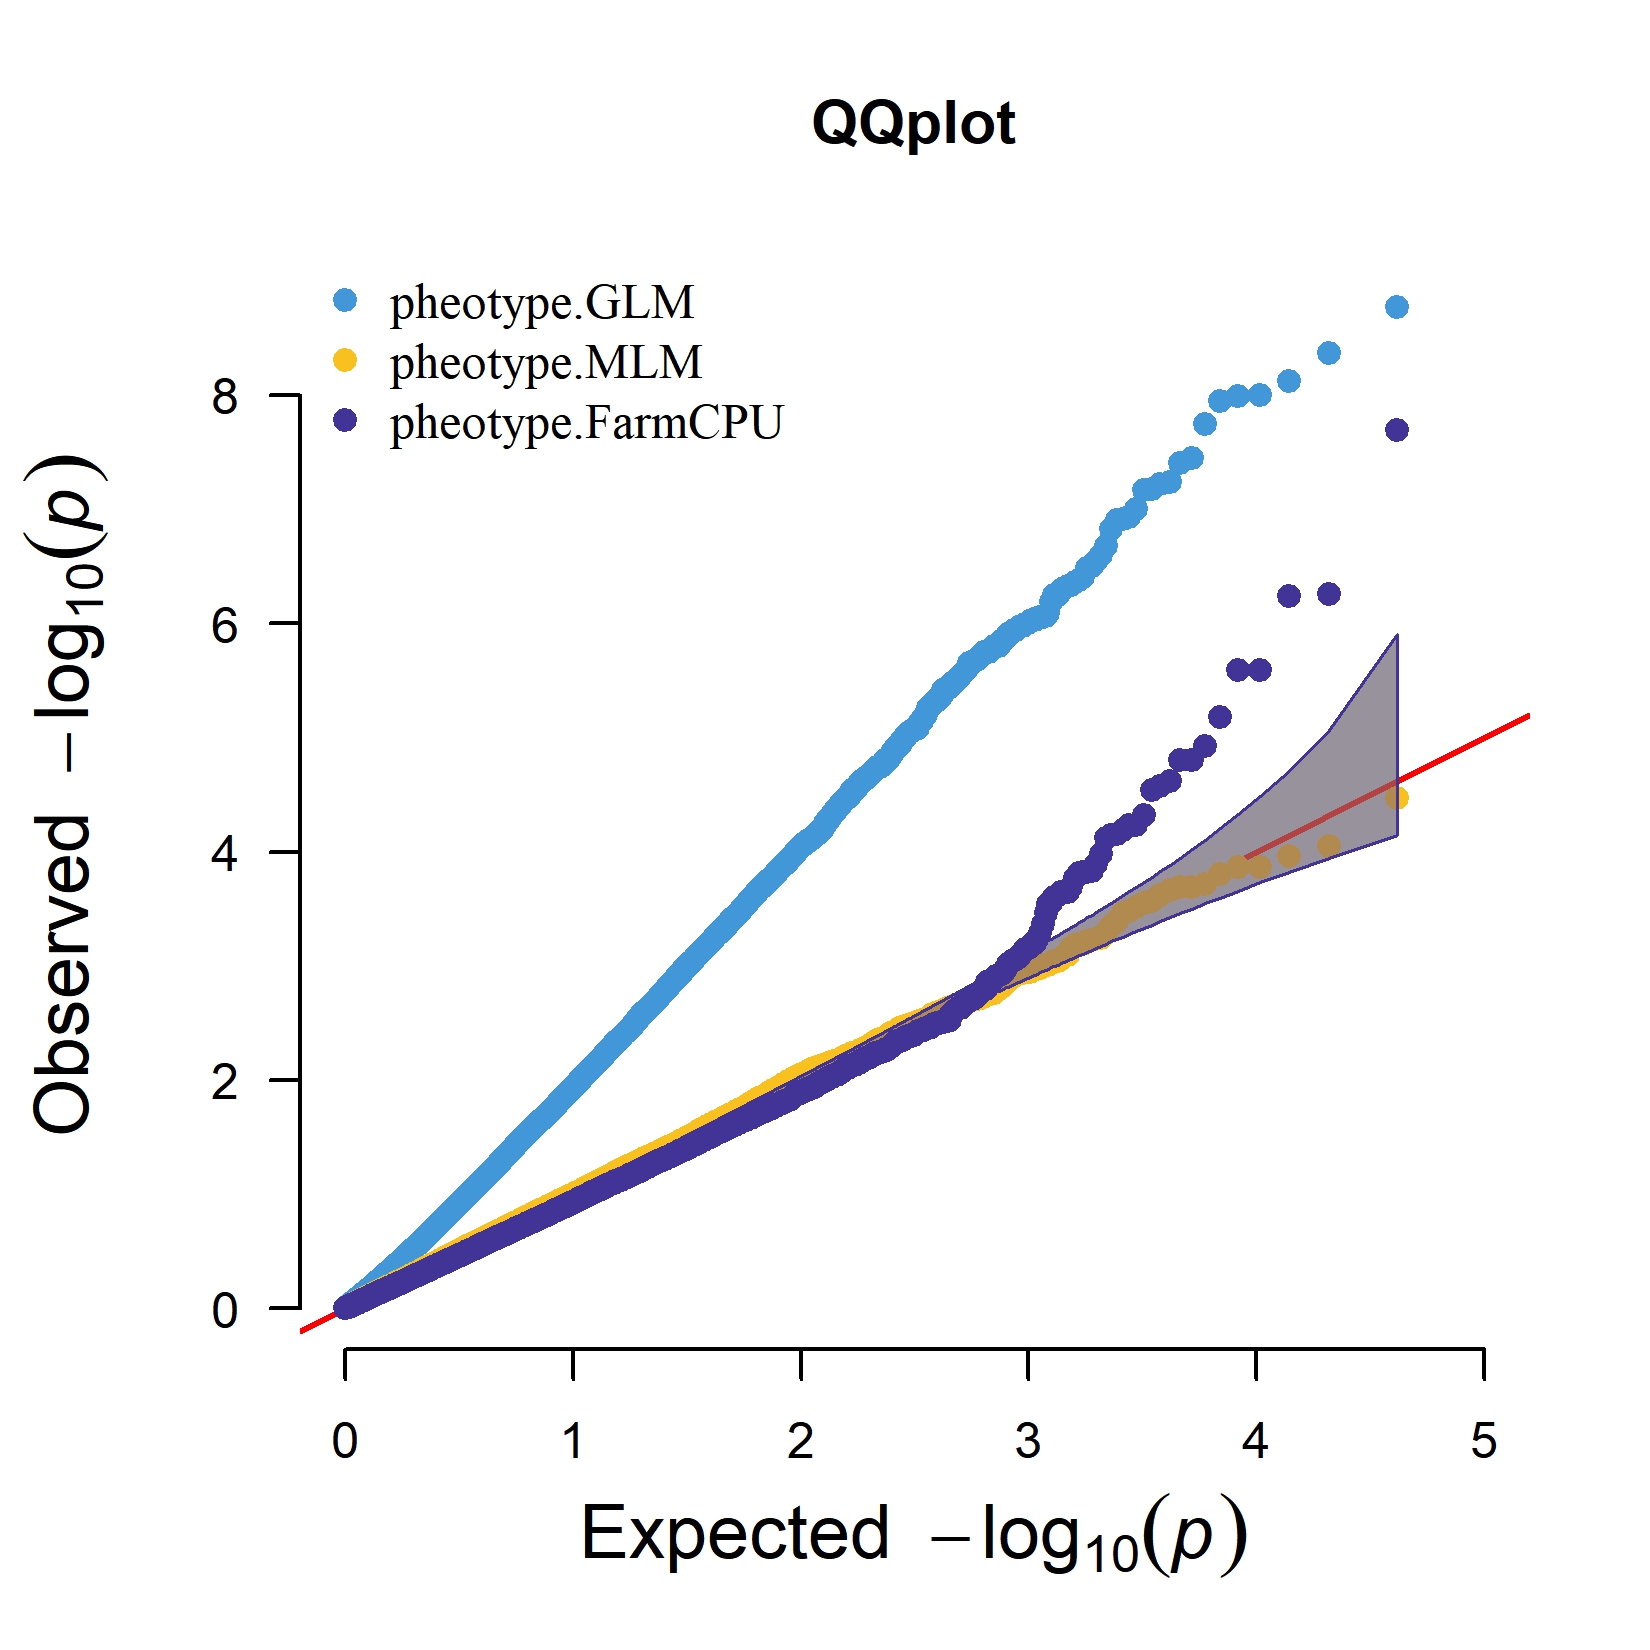 QQplot
pheotype.GLM
pheotype.MLM
pheotype.FarmCPU
Observed −log₁₀(p)
8
6
4
2
0
0 1 2 3 4 5
Expected −log₁₀(p)